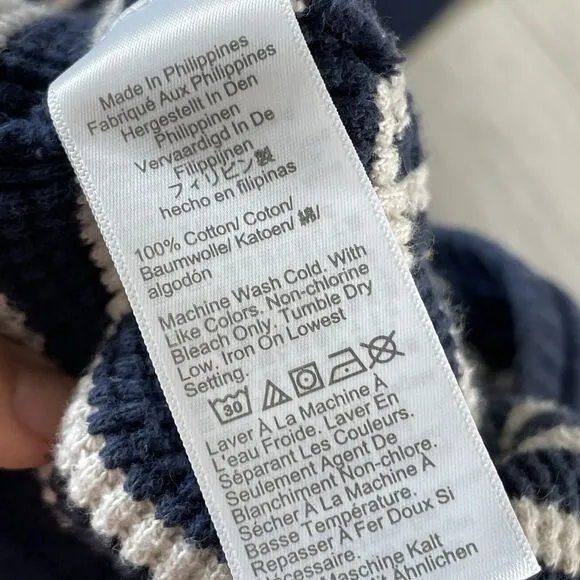 Made In Philippines
Fabriqué Aux Philippines
Hergestellt In Den
Philippinen
Vervaardigd In De
Filippijnen
フィリピン製
hecho en filipinas
100% Cotton/ Coton/
Baumwolle/ Katoen/ 綿/
algodón
Machine Wash Cold. With
Like Colors. Non-chlorine
Bleach Only. Tumble Dry
Low. Iron On Lowest
Setting.
30
Laver À La Machine À
L'eau Froide. Laver En
Séparant Les Couleurs.
Seulement Agent De
Blanchiment Non-chlore.
Sécher À La Machine À
Basse Température.
Repasser À Fer Doux Si
Nécessaire.
Maschine Kalt
Mit Ähnlichen